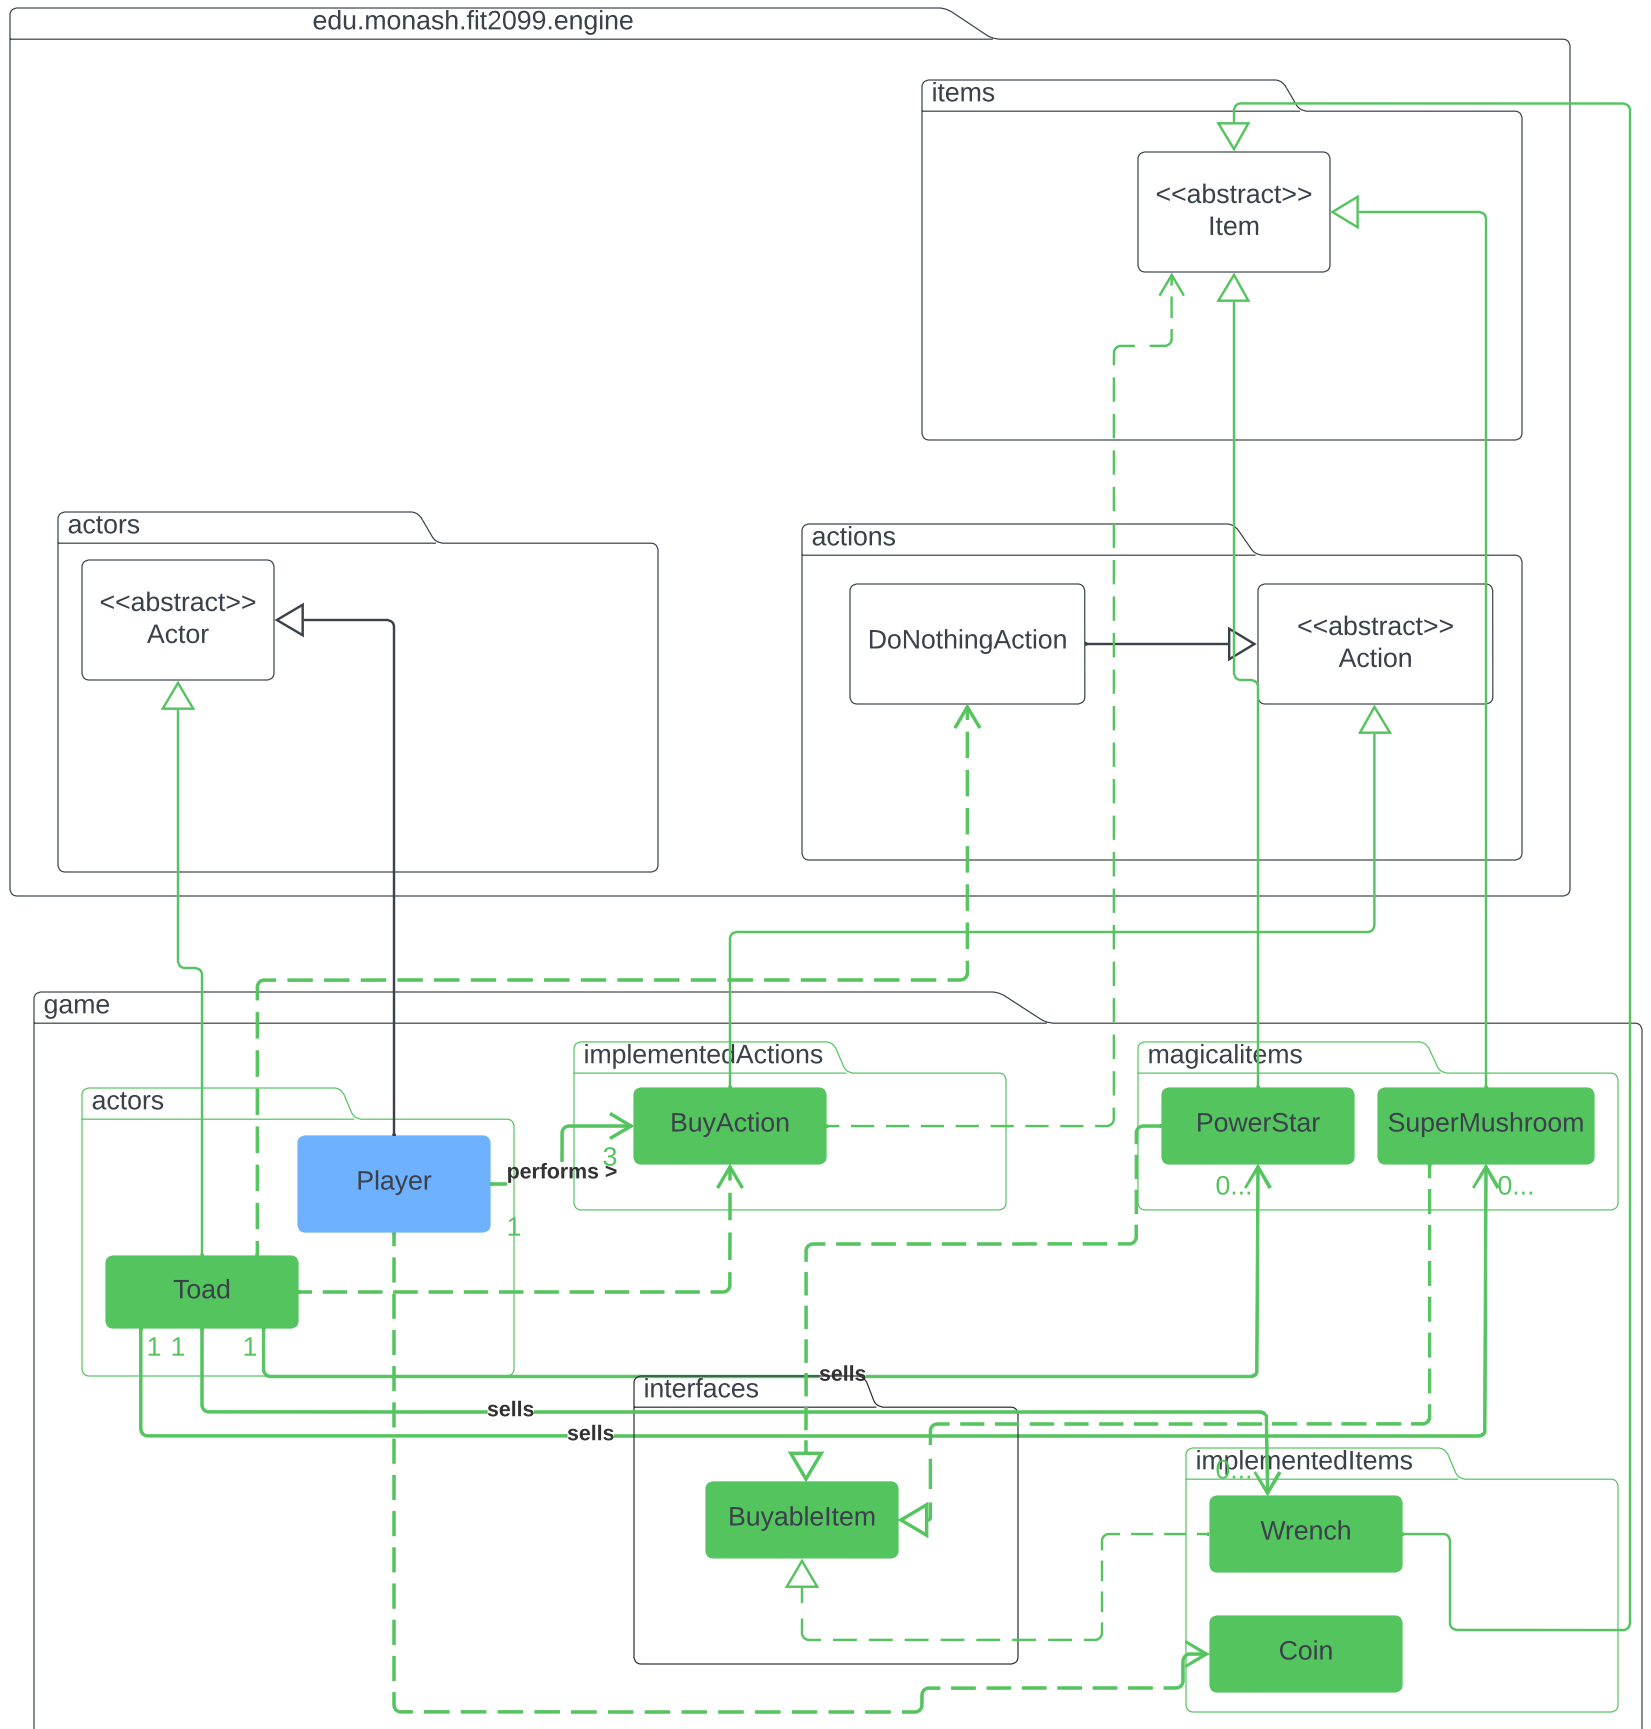 edu.monash.fit2099.engine
items
<<abstract>>
Item
actors
<<abstract>>
Actor
actions
DoNothingAction
<<abstract>>
Action
game
implementedActions
BuyAction
magicalitems
PowerStar
SuperMushroom
actors
Player
performs >
3
1
0...
0...
Toad
1
1
1
sells
sells
sells
interfaces
BuyableItem
implementedItems
0...
Wrench
Coin